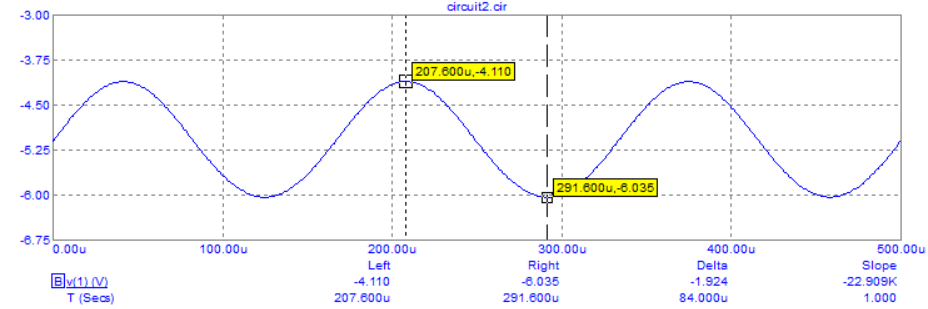 circuit2.cir
-3.00
-3.75
207.600u,-4.110
-4.50
-5.25
291.600u,-6.035
-6.00
-6.75
0.00u 100.00u 200.00u 300.00u 400.00u 500.00u
Left Right Delta Slope
B v(1) (V) -4.110 -6.035 -1.924 -22.909K
T (Secs) 207.600u 291.600u 84.000u 1.000